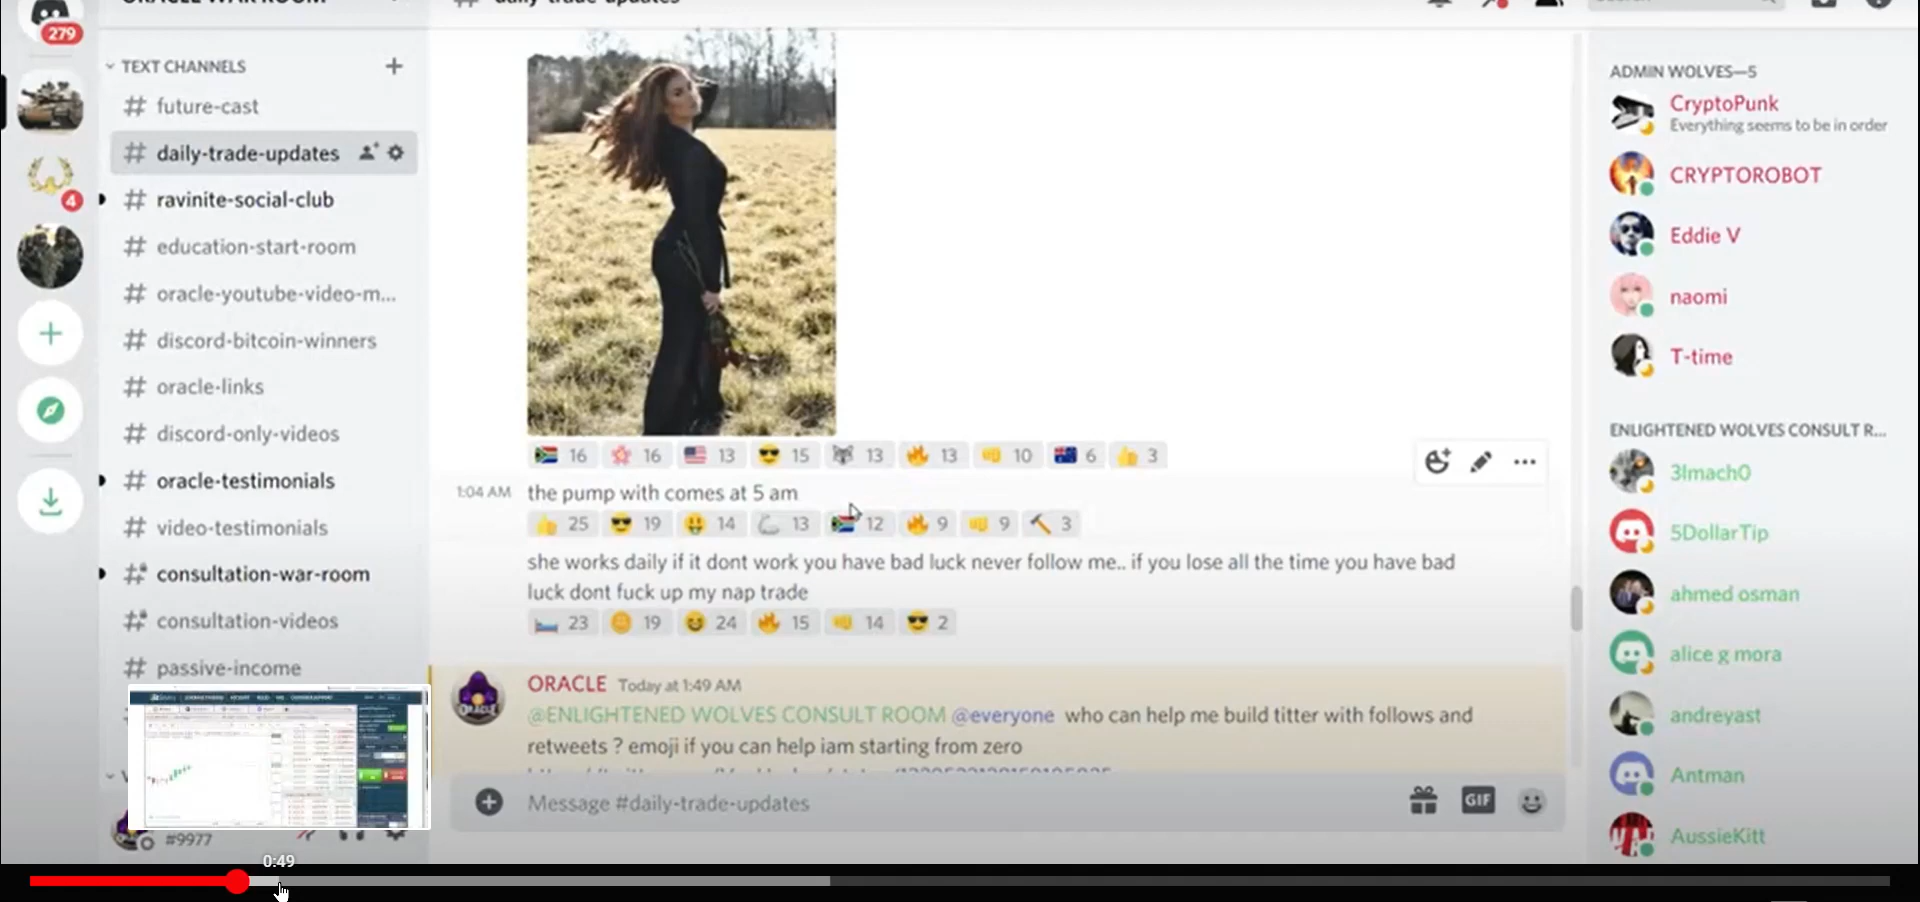 ORACLE WAR ROOM
279
TEXT CHANNELS
# future-cast
# daily-trade-updates
4
# ravinite-social-club
# education-start-room
# oracle-youtube-video-m...
# discord-bitcoin-winners
# oracle-links
# discord-only-videos
# oracle-testimonials
# video-testimonials
# consultation-war-room
# consultation-videos
# passive-income
#9977
# daily-trade-updates
Search
16 16 13 15 13 13 10 6 3
1:04 AM the pump with comes at 5 am
25 19 14 13 12 9 9 3
she works daily if it dont work you have bad luck never follow me.. if you lose all the time you have bad
luck dont fuck up my nap trade
23 19 24 15 14 2
ORACLE Today at 1:49 AM
@ENLIGHTENED WOLVES CONSULT ROOM @everyone who can help me build titter with follows and
retweets ? emoji if you can help iam starting from zero
Message #daily-trade-updates
GIF
ADMIN WOLVES—5
CryptoPunk
Everything seems to be in order
CRYPTOROBOT
Eddie V
naomi
T-time
ENLIGHTENED WOLVES CONSULT R...
3lmach0
5DollarTip
ahmed osman
alice g mora
andreyast
Antman
AussieKitt
0:49